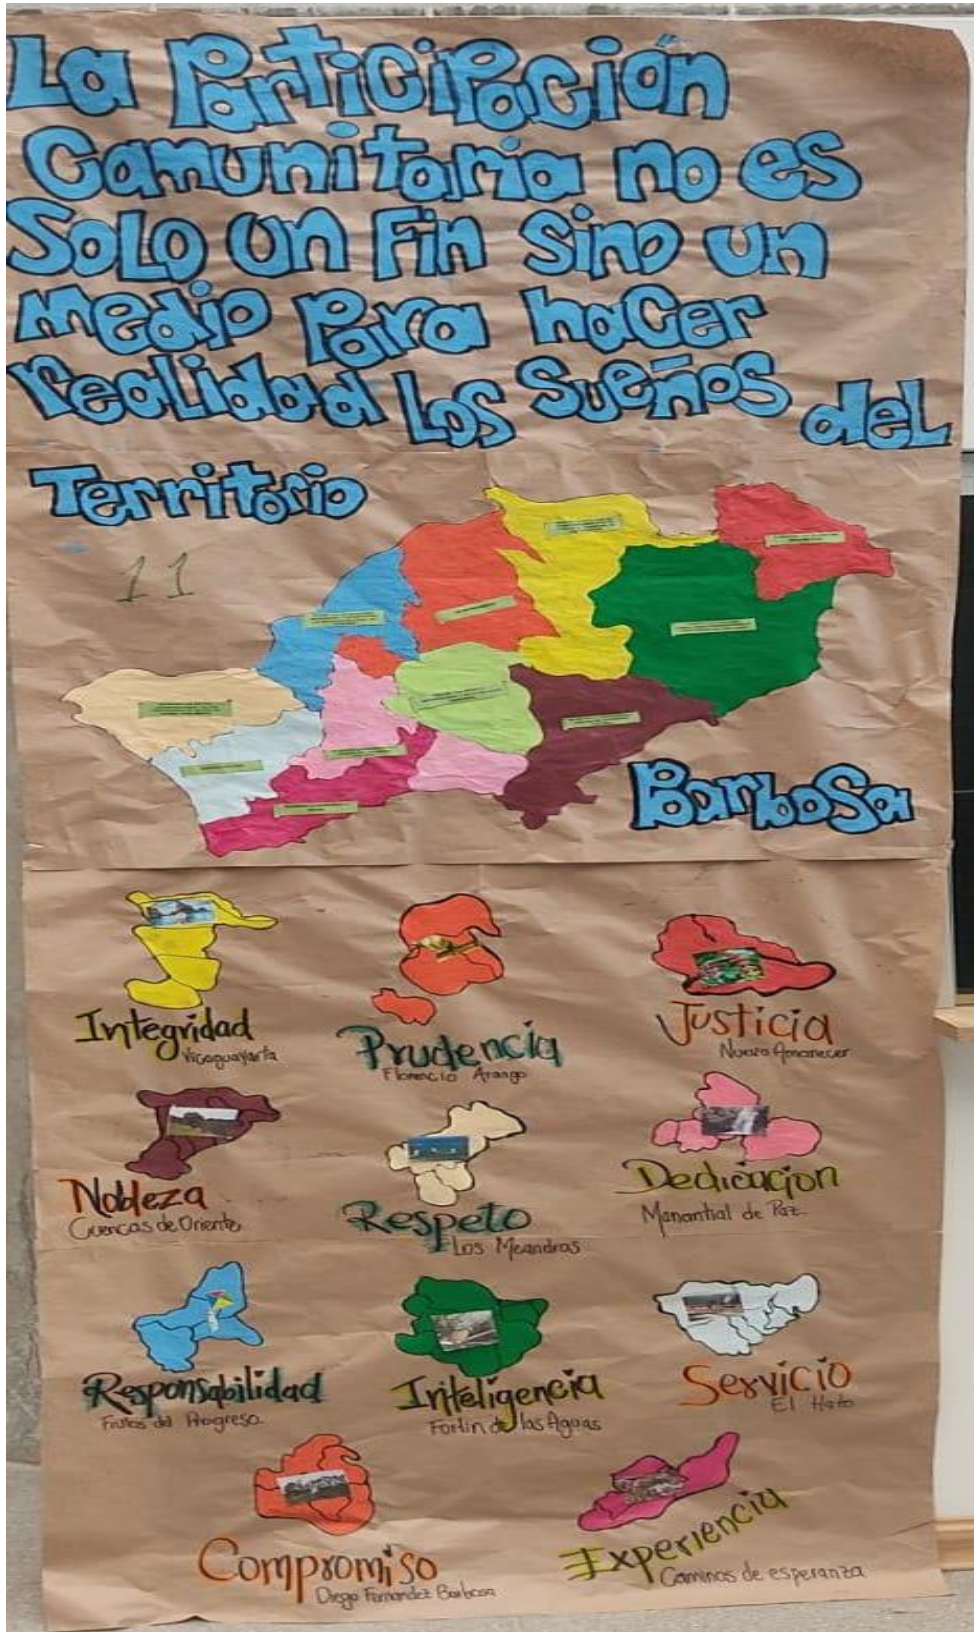 La Participación
Comunitaria no es
Solo un Fin Sino un
medio Para hacer
realidad Los Sueños del
Territorio
11
Barbosa
Integridad
Prudencia
Florencio Arango
Justicia
Nuevo Amanecer
Nobleza
Cuencas de Oriente
Respeto
Los Meandros
Dedicacion
Manantial de Paz.
Responsabilidad
Frutos del Progreso.
Inteligencia
Fortin de las Aguas
Servicio
El Hato
Compromiso
Diego Fernandez Barbosa
Experiencia
Caminos de esperanza